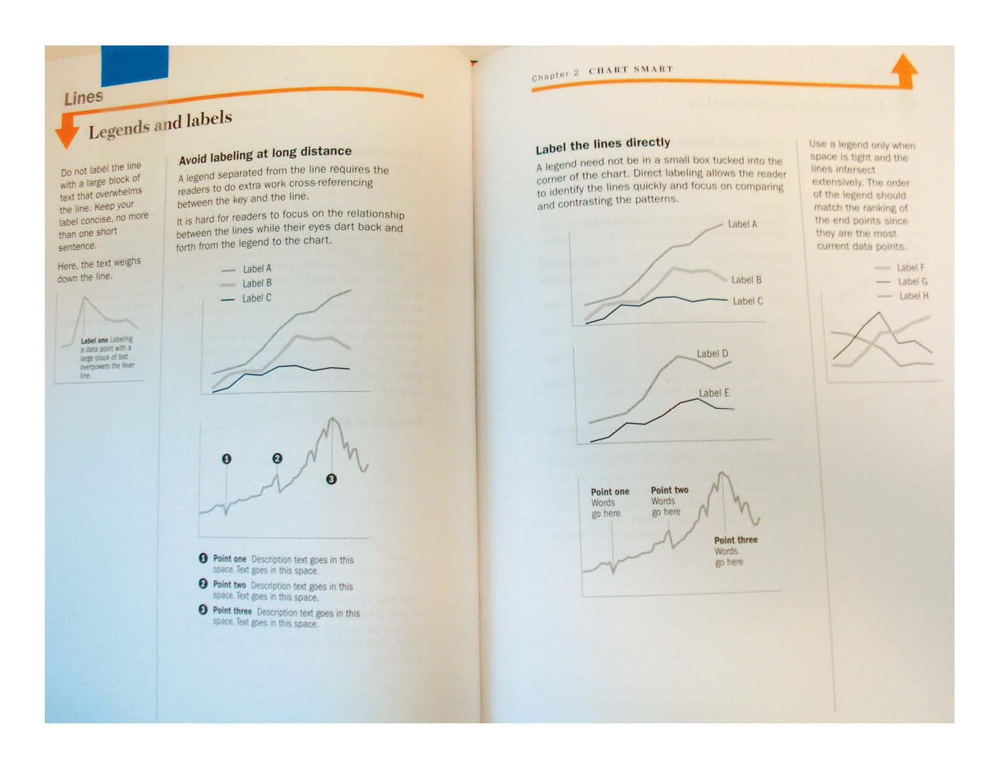 Lines
Legends and labels
Do not label the line
with a large block of
text that overwhelms
the line. Keep your
label concise, no more
than one short
sentence.
Here, the text weighs
down the line.
Label one Labeling
a data point with a
large block of text
overpowers the fever
line.
Avoid labeling at long distance
A legend separated from the line requires the
readers to do extra work cross-referencing
between the key and the line.
It is hard for readers to focus on the relationship
between the lines while their eyes dart back and
forth from the legend to the chart.
Label A
Label B
Label C
1
2
3
1 Point one Description text goes in this
space. Text goes in this space.
2 Point two Description text goes in this
space. Text goes in this space.
3 Point three Description text goes in this
space. Text goes in this space.
Chapter 2 CHART SMART
Label the lines directly
A legend need not be in a small box tucked into the
corner of the chart. Direct labeling allows the reader
to identify the lines quickly and focus on comparing
and contrasting the patterns.
Label A
Label B
Label C
Label D
Label E
Point one
Words
go here
Point two
Words
go here
Point three
Words
go here
Use a legend only when
space is tight and the
lines intersect
extensively. The order
of the legend should
match the ranking of
the end points since
they are the most
current data points.
Label F
Label G
Label H